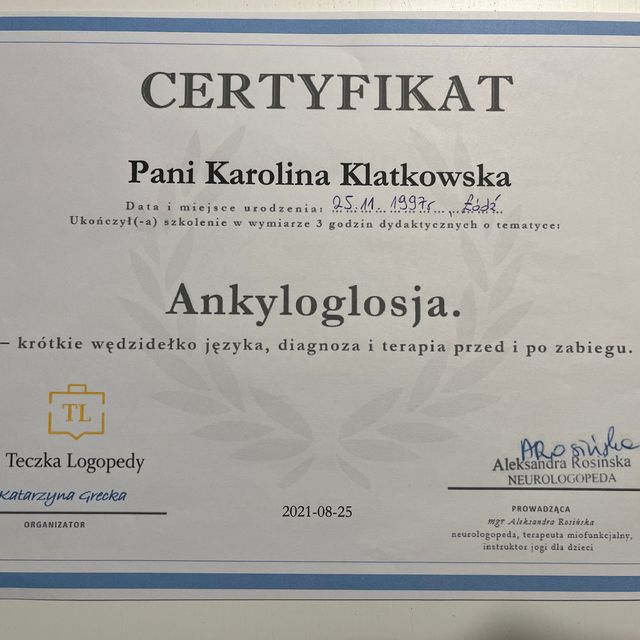 CERTYFIKAT
Pani Karolina Klatkowska
Data i miejsce urodzenia: 25.11.1997r., Łódź
Ukończył(-a) szkolenie w wymiarze 3 godzin dydaktycznych o tematyce:
Ankyloglosja.
– krótkie wędzidełko języka, diagnoza i terapia przed i po zabiegu.
TL
Teczka Logopedy
Katarzyna Grecka
ORGANIZATOR
2021-08-25
ARosińska
Aleksandra Rosińska
NEUROLOGOPEDA
PROWADZĄCA
mgr Aleksandra Rosińska
neurologopeda, terapeuta miofunkcjalny,
instruktor jogi dla dzieci